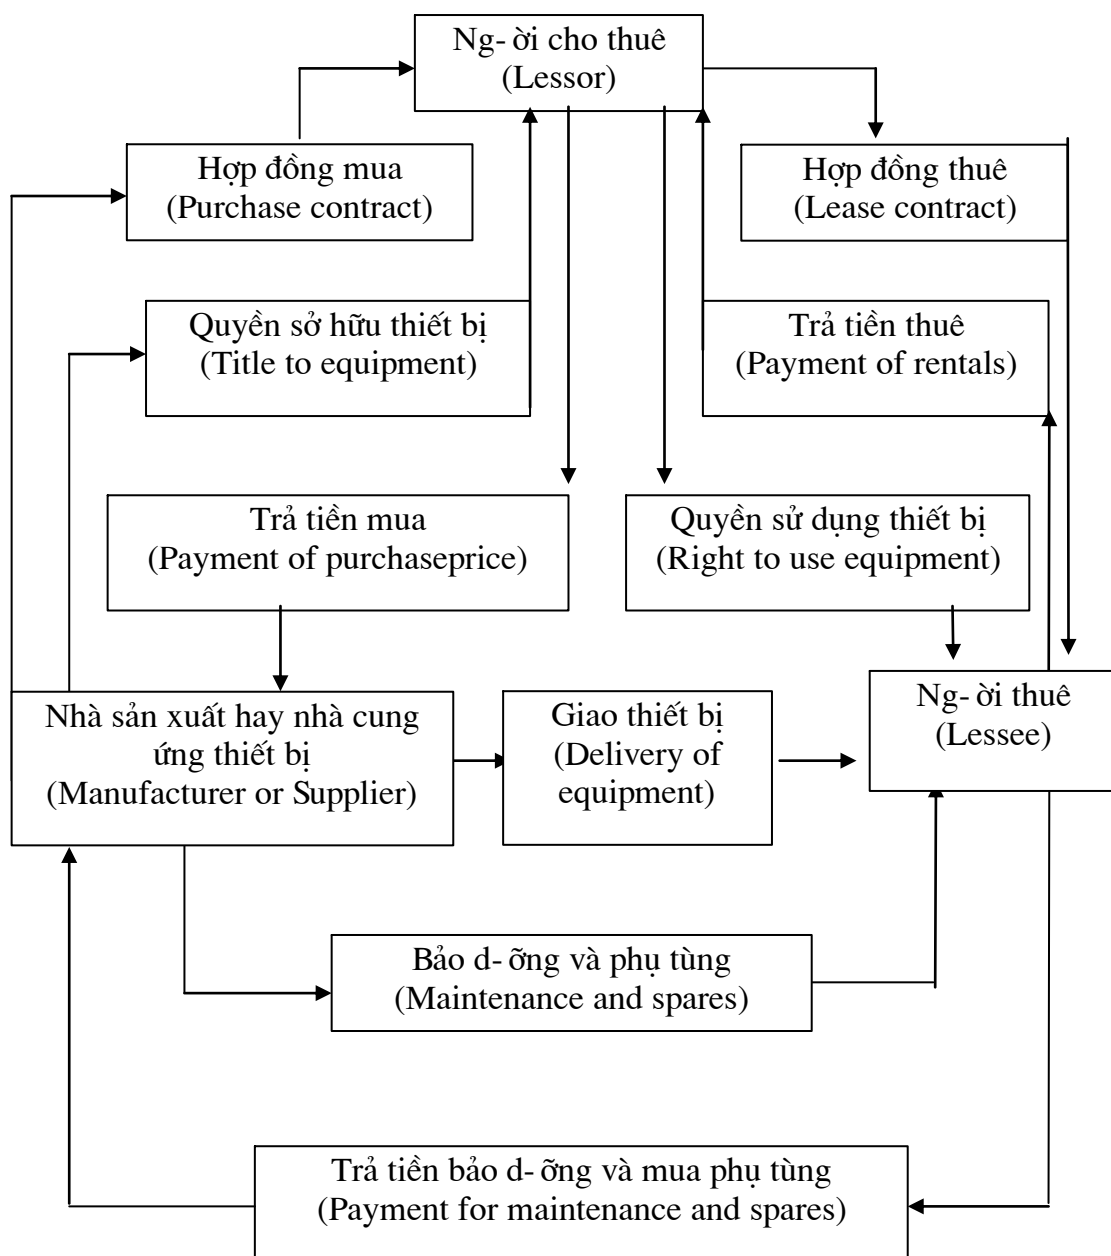 Ng- ời cho thuê
(Lessor)
Hợp đồng mua
(Purchase contract)
Hợp đồng thuê
(Lease contract)
Quyền sở hữu thiết bị
(Title to equipment)
Trả tiền thuê
(Payment of rentals)
Trả tiền mua
(Payment of purchaseprice)
Quyền sử dụng thiết bị
(Right to use equipment)
Nhà sản xuất hay nhà cung
ứng thiết bị
(Manufacturer or Supplier)
Giao thiết bị
(Delivery of
equipment)
Ng- ời thuê
(Lessee)
Bảo d- ỡng và phụ tùng
(Maintenance and spares)
Trả tiền bảo d- ỡng và mua phụ tùng
(Payment for maintenance and spares)